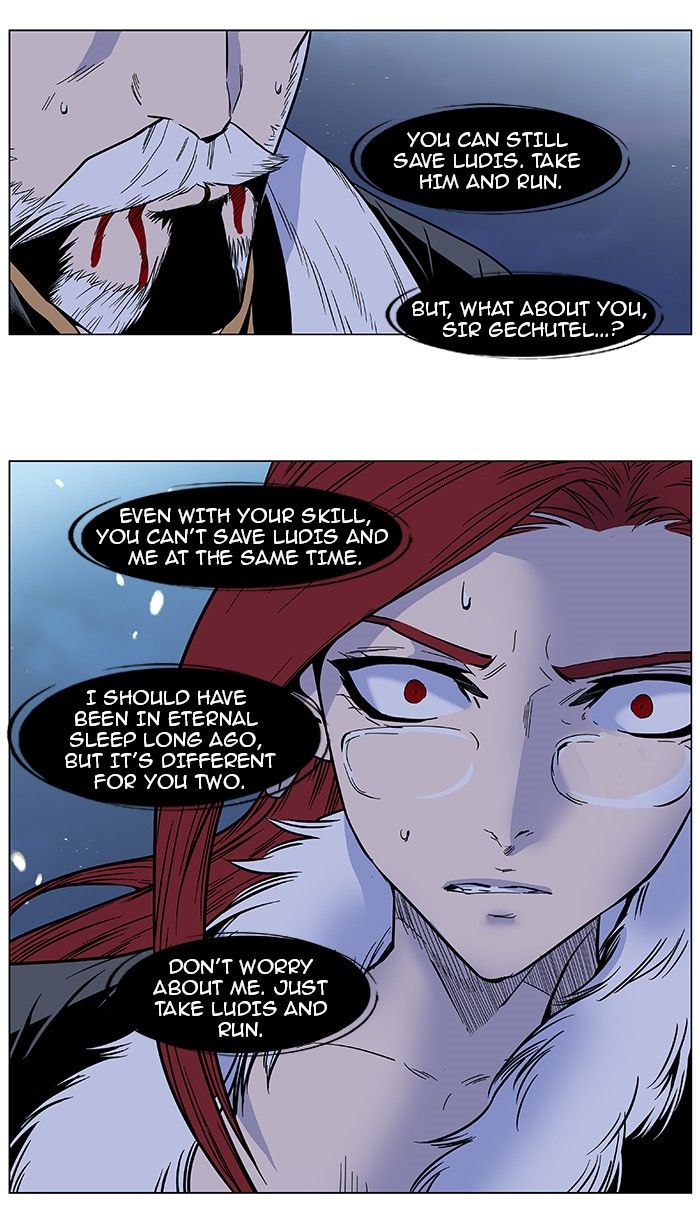 YOU CAN STILL
SAVE LUDIS. TAKE
HIM AND RUN.
BUT, WHAT ABOUT YOU,
SIR GECHUTEL...?
EVEN WITH YOUR SKILL,
YOU CAN'T SAVE LUDIS AND
ME AT THE SAME TIME.
I SHOULD HAVE
BEEN IN ETERNAL
SLEEP LONG AGO,
BUT IT'S DIFFERENT
FOR YOU TWO.
DON'T WORRY
ABOUT ME. JUST
TAKE LUDIS AND
RUN.